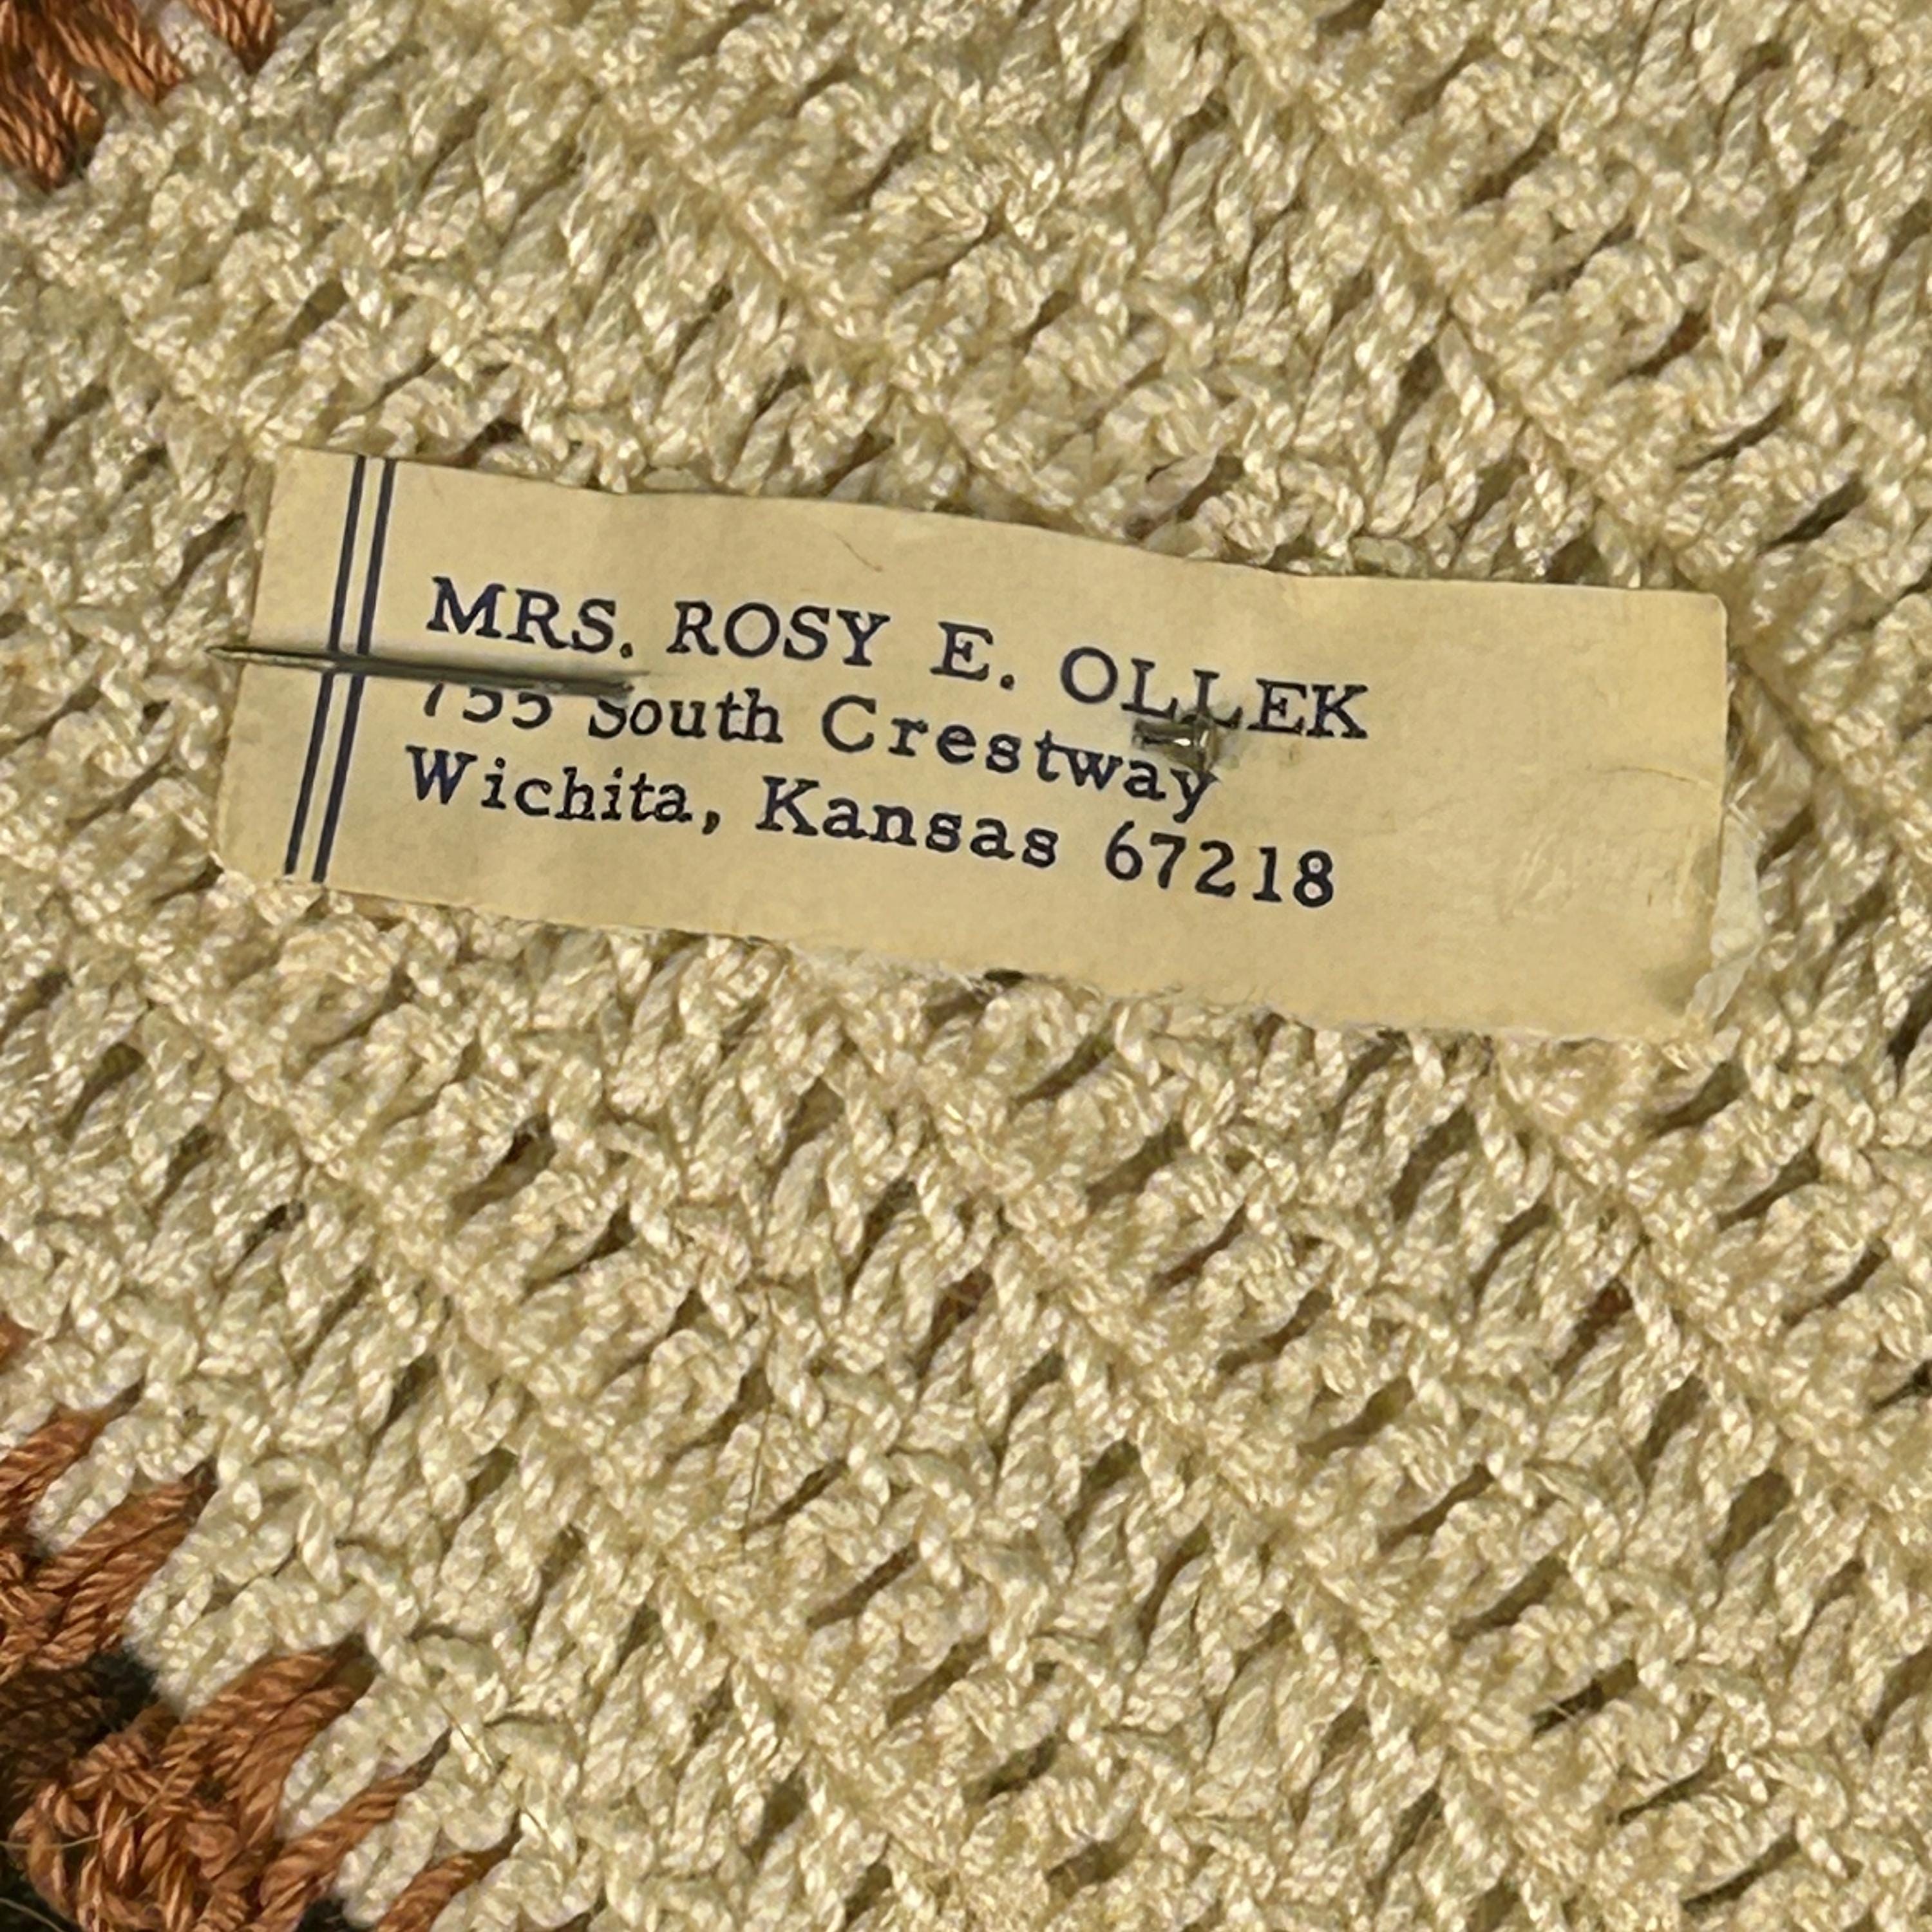 MRS. ROSY E. OLLEK
755 South Crestway
Wichita, Kansas 67218